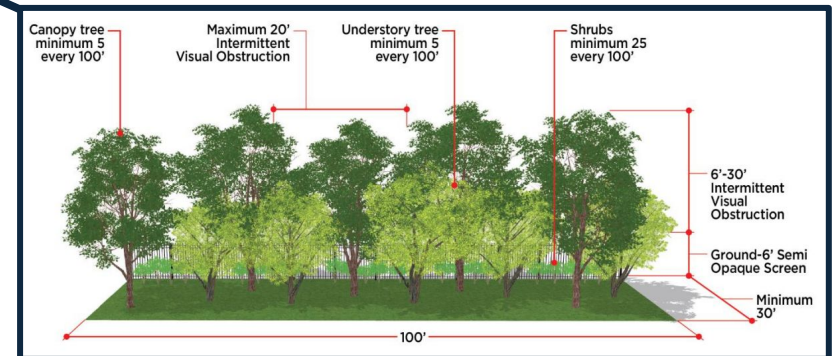 Canopy tree
minimum 5
every 100'
Maximum 20'
Intermittent
Visual Obstruction
Understory tree
minimum 5
every 100'
Shrubs
minimum 25
every 100'
6'-30'
Intermittent
Visual
Obstruction
Ground-6' Semi
Opaque Screen
Minimum
30'
100'